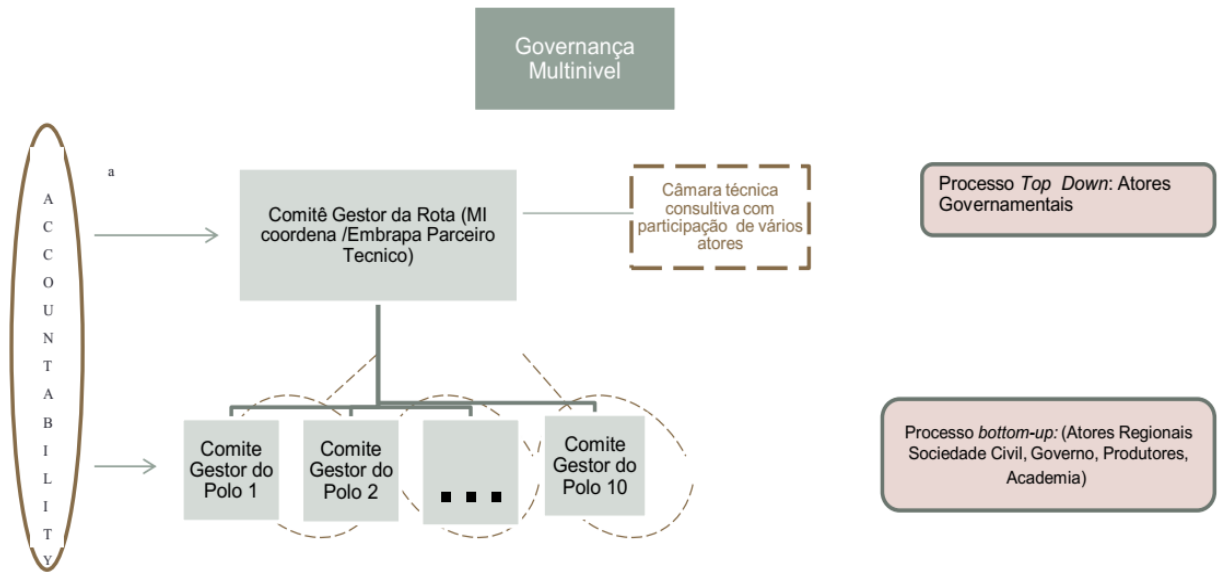 Governança
Multinivel
a
A
C
C
O
U
N
T
A
B
I
L
I
T
Y
Comitê Gestor da Rota (MI
coordena /Embrapa Parceiro
Tecnico)
Câmara técnica
consultiva com
participação de vários
atores
Processo Top Down: Atores
Governamentais
Comite
Gestor do
Polo 1
Comite
Gestor do
Polo 2
...
Comite
Gestor do
Polo 10
Processo bottom-up: (Atores Regionais
Sociedade Civil, Governo, Produtores,
Academia)